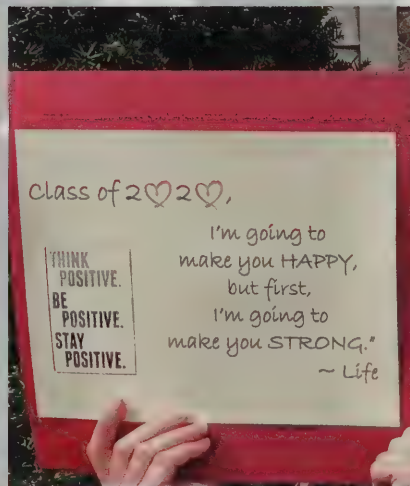 Class of 2♡2♡,
I'm going to
make you HAPPY,
but first,
I'm going to
make you STRONG."
~ Life
THINK
POSITIVE.
BE
POSITIVE.
STAY
POSITIVE.